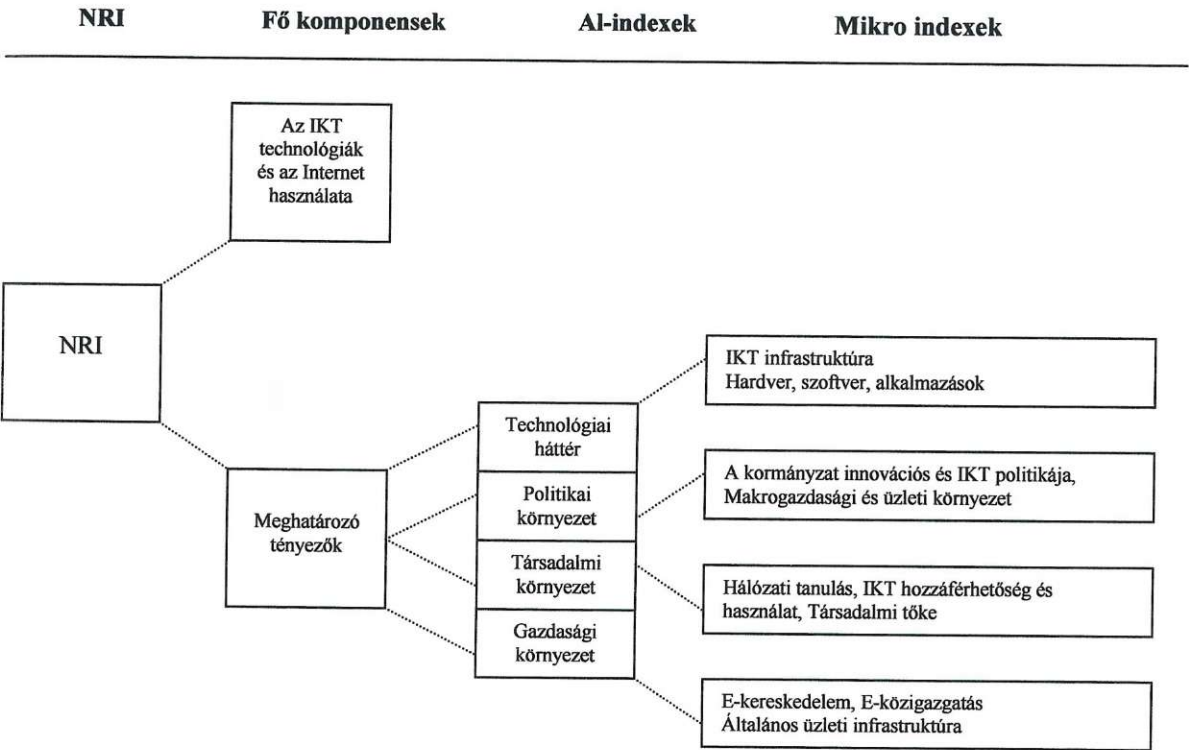 NRI Fő komponensek Al-indexek Mikro indexek
Az IKT
technológiák
és az Internet
használata
NRI
Meghatározó
tényezők
Technológiai
háttér
Politikai
környezet
Társadalmi
környezet
Gazdasági
környezet
IKT infrastruktúra
Hardver, szoftver, alkalmazások
A kormányzat innovációs és IKT politikája,
Makrogazdasági és üzleti környezet
Hálózati tanulás, IKT hozzáférhetőség és
használat, Társadalmi tőke
E-kereskedelem, E-közigazgatás
Általános üzleti infrastruktúra